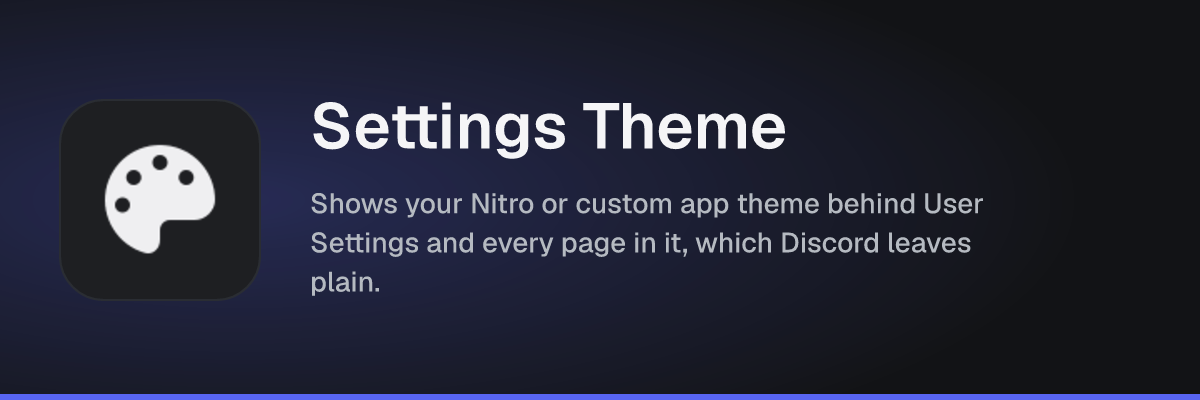 Settings Theme
Shows your Nitro or custom app theme behind User
Settings and every page in it, which Discord leaves
plain.